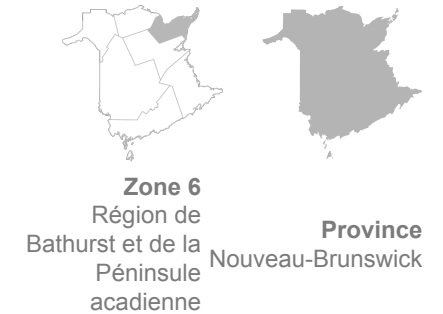 Zone 6
Région de
Bathurst et de la
Péninsule
acadienne
Province
Nouveau-Brunswick